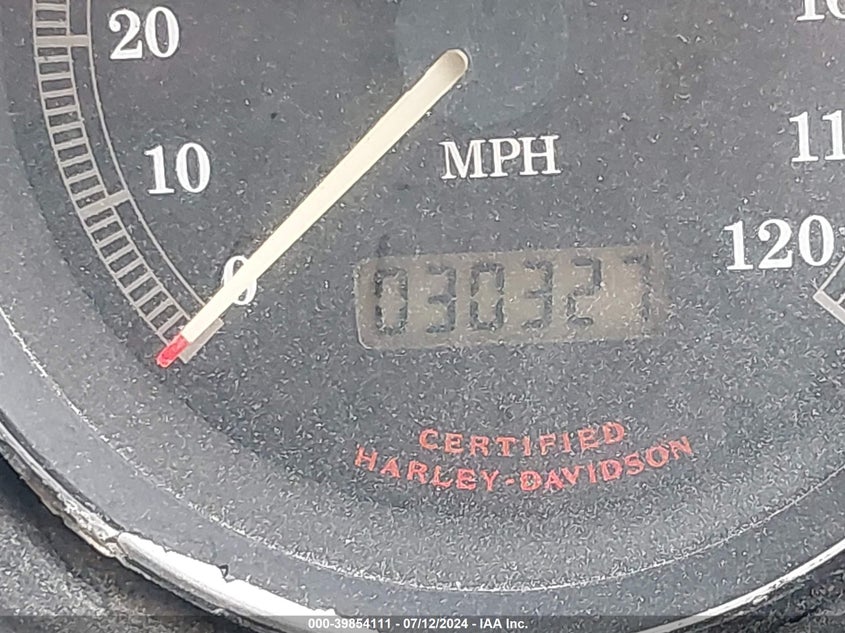 20
10
MPH
0
120
030327
CERTIFIED
HARLEY-DAVIDSON
000-39854111 - 07/12/2024 - IAA Inc.